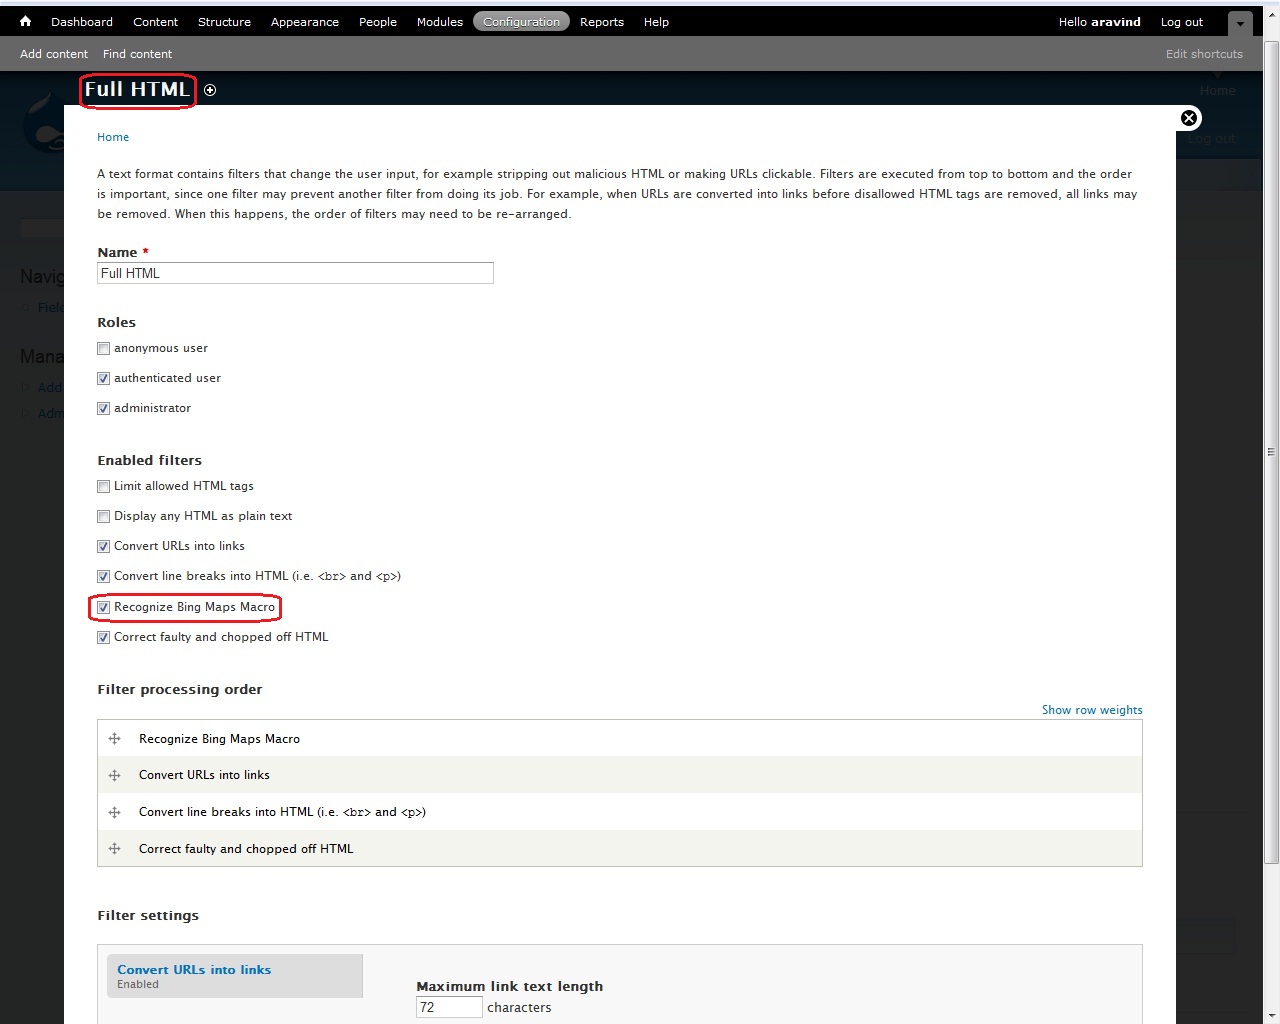 Dashboard Content Structure Appearance People Modules Configuration Reports Help Hello aravind Log out
Add content Find content Edit shortcuts
Full HTML
Home
Log out
Home
A text format contains filters that change the user input, for example stripping out malicious HTML or making URLs clickable. Filters are executed from top to bottom and the order
is important, since one filter may prevent another filter from doing its job. For example, when URLs are converted into links before disallowed HTML tags are removed, all links may
be removed. When this happens, the order of filters may need to be re-arranged.
Name *
Full HTML
Navig
Field
Roles
anonymous user
Mana
authenticated user
Add
administrator
Adm
Enabled filters
Limit allowed HTML tags
Display any HTML as plain text
Convert URLs into links
Convert line breaks into HTML (i.e. <br> and <p>)
Recognize Bing Maps Macro
Correct faulty and chopped off HTML
Filter processing order
Show row weights
Recognize Bing Maps Macro
Convert URLs into links
Convert line breaks into HTML (i.e. <br> and <p>)
Correct faulty and chopped off HTML
Filter settings
Convert URLs into links
Enabled
Maximum link text length
72 characters